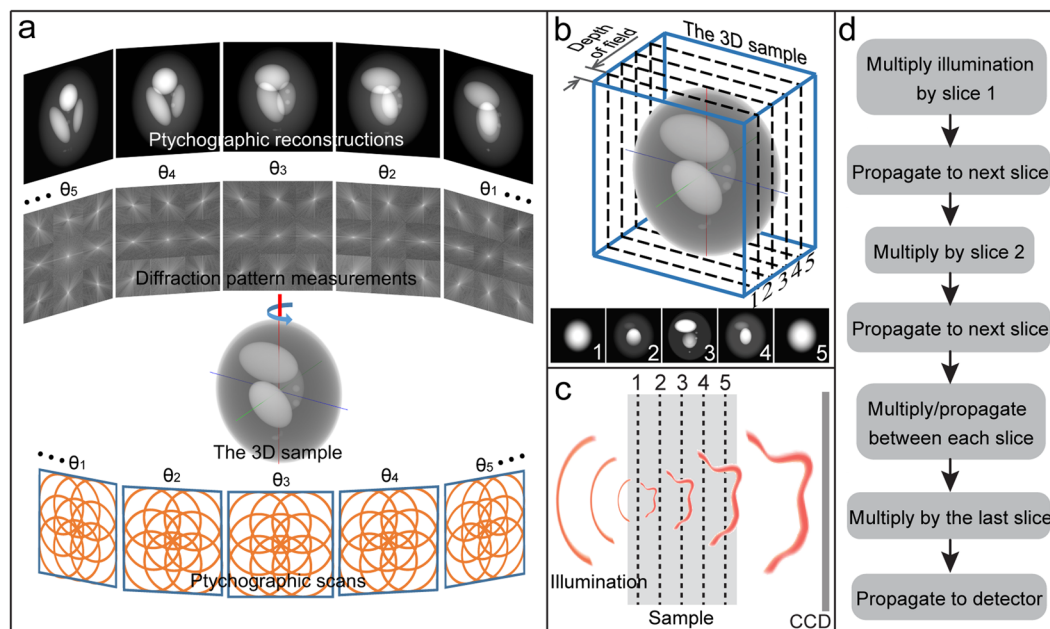 a
Ptychographic reconstructions
θ5
θ4
θ3
θ2
θ1
Diffraction pattern measurements
The 3D sample
θ1
θ2
θ3
θ4
θ5
Ptychographic scans
b
Depth
of field
The 3D sample
1 2 3 4 5
1 2 3 4 5
c
1 2 3 4 5
Illumination
Sample
CCD
d
Multiply illumination
by slice 1
Propagate to next slice
Multiply by slice 2
Propagate to next slice
Multiply/propagate
between each slice
Multiply by the last slice
Propagate to detector